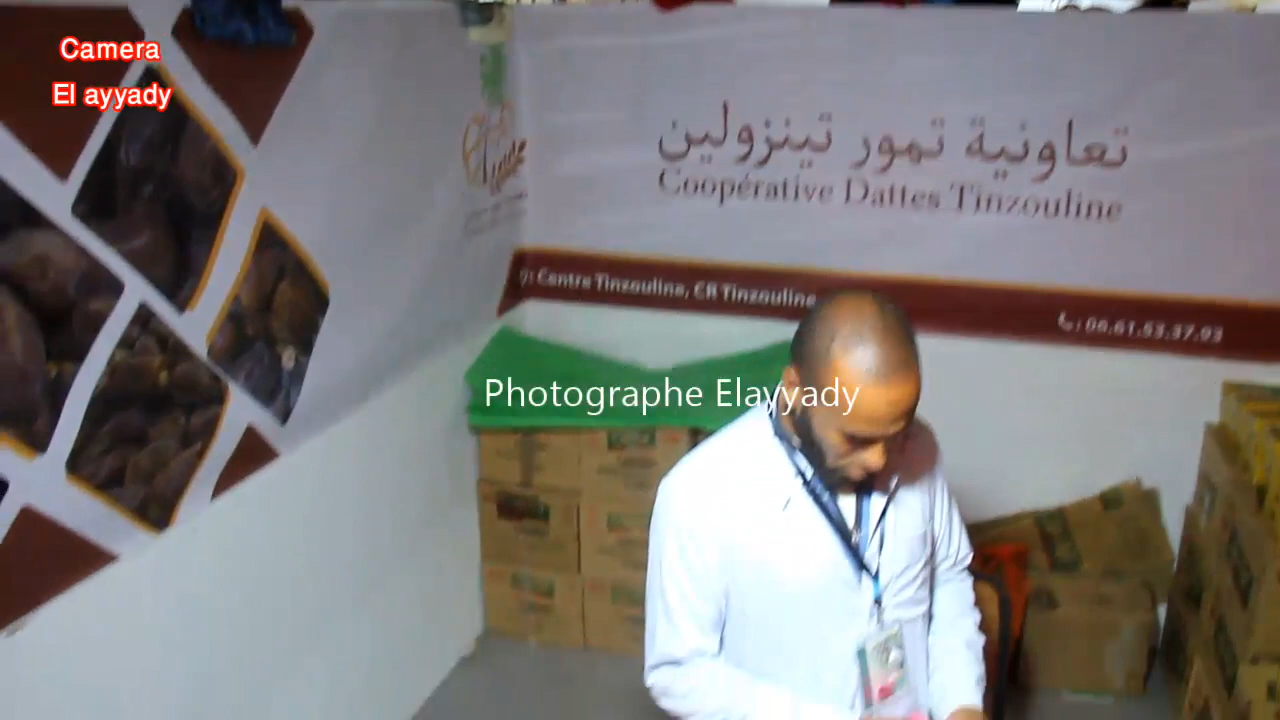 Camera
El ayyady
تعاونية تمور تينزولين
Coopérative Dattes Tinzouline
: Centre Tinzouline, CR Tinzouline
: 06.61.53.37.93
Photographe Elayyady